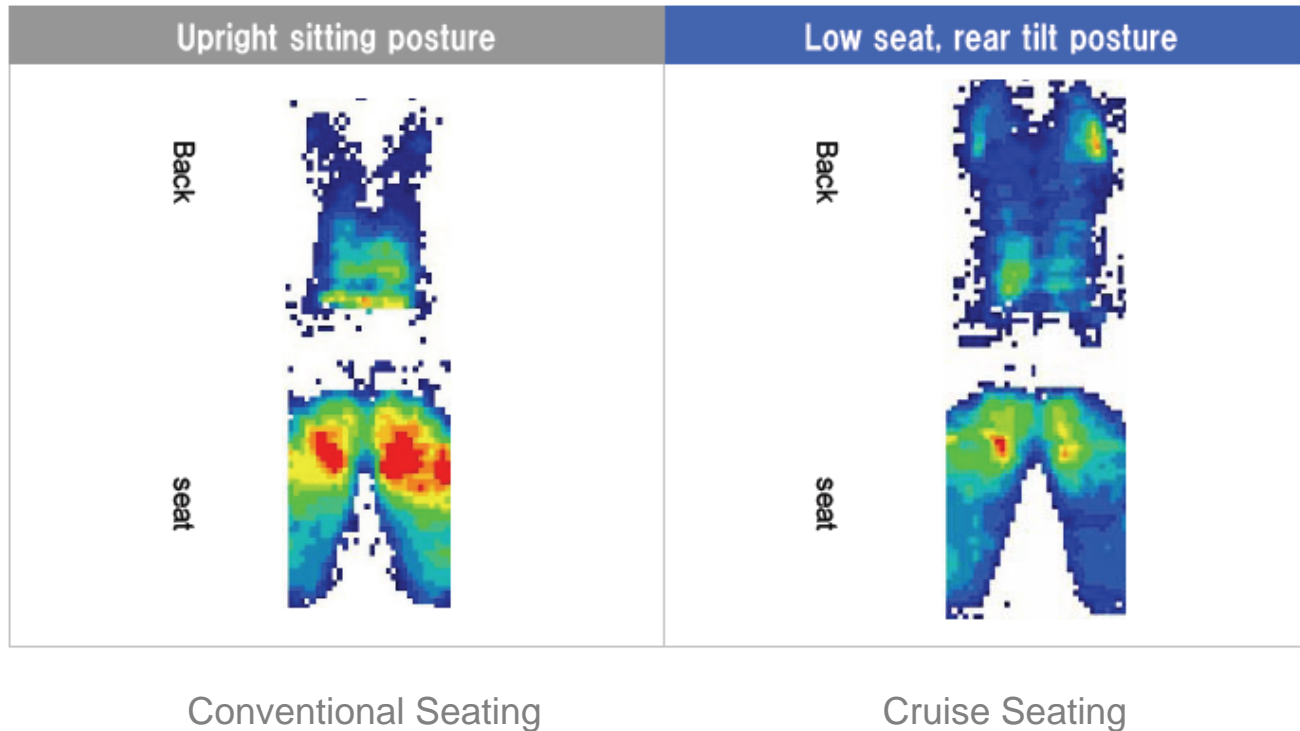 Upright sitting posture
Low seat, rear tilt posture
Back
Back
seat
seat
Conventional Seating
Cruise Seating